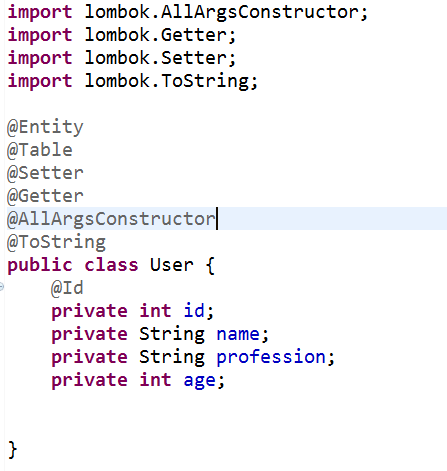 import lombok.AllArgsConstructor;
import lombok.Getter;
import lombok.Setter;
import lombok.ToString;
@Entity
@Table
@Setter
@Getter
@AllArgsConstructor
@ToString
public class User {
@Id
private int id;
private String name;
private String profession;
private int age;
}